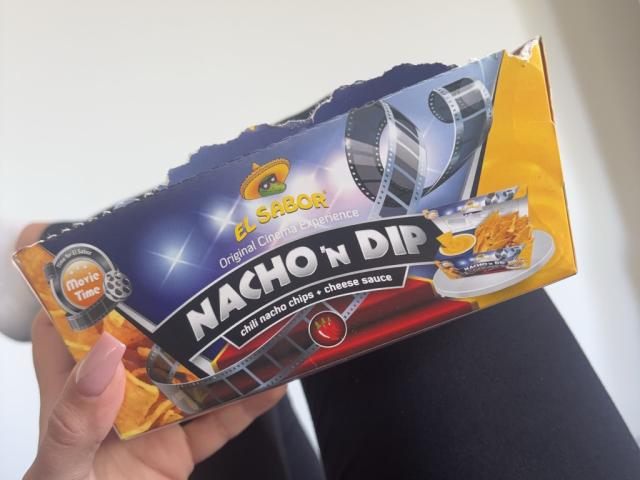 EL SABOR
Original Cinema Experience
NACHO 'N DIP
chili nacho chips + cheese sauce
Movie
Time